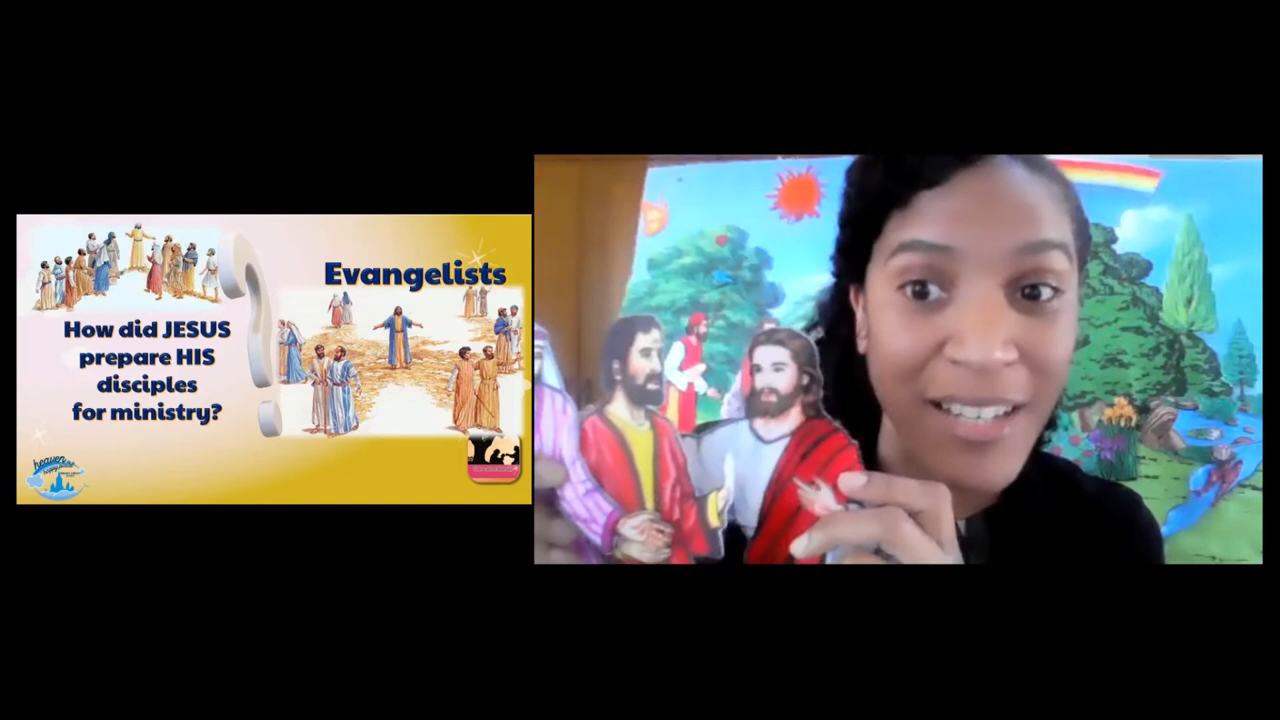 Evangelists
How did JESUS
prepare HIS
disciples
for ministry?